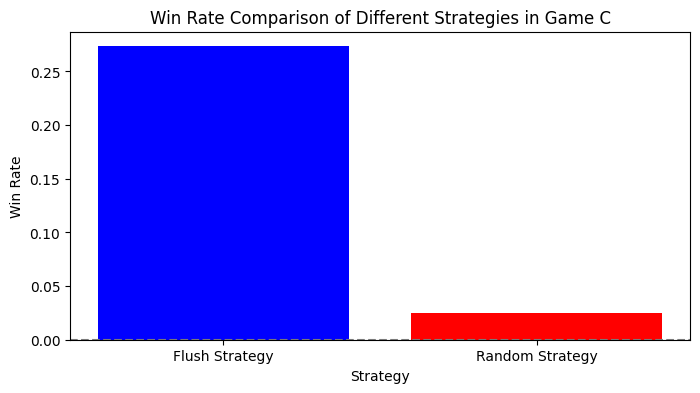 Win Rate Comparison of Different Strategies in Game C
Win Rate
0.25
0.20
0.15
0.10
0.05
0.00
Flush Strategy
Random Strategy
Strategy